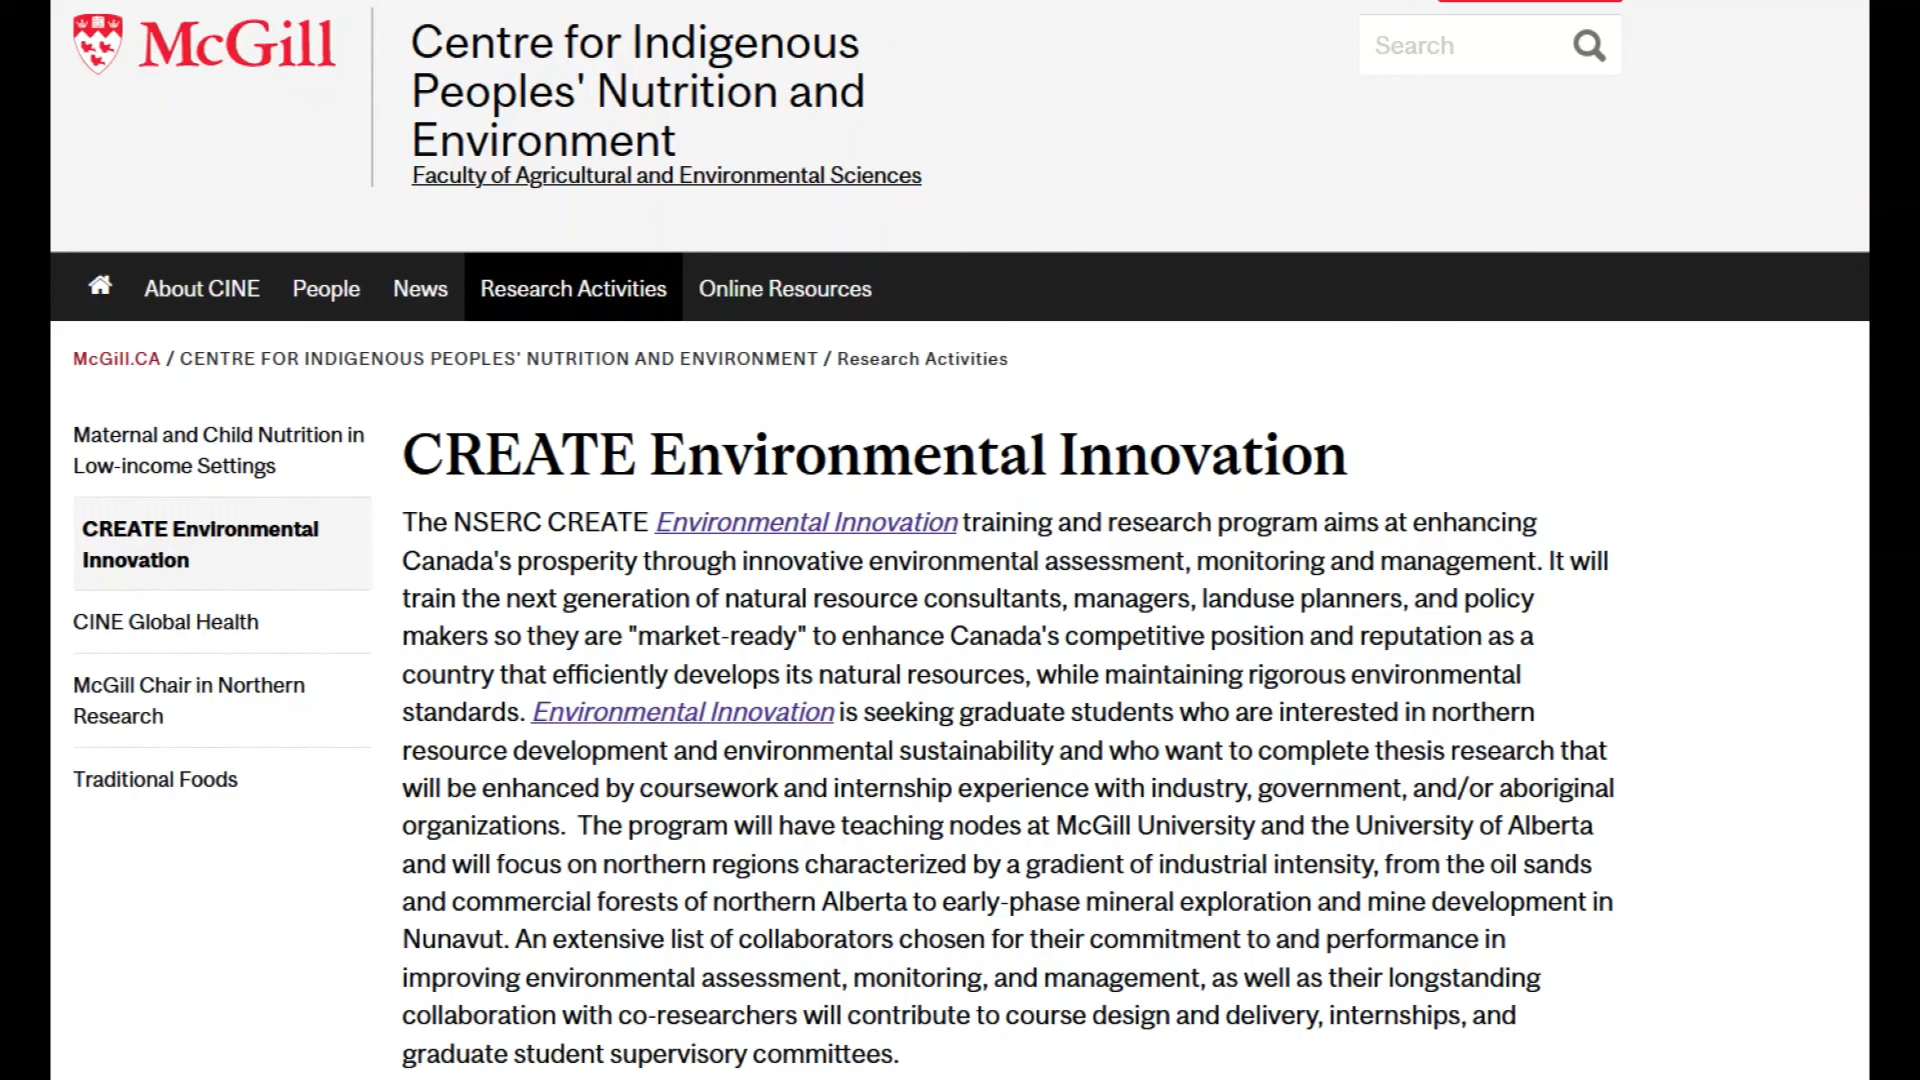 McGill
Centre for Indigenous
Peoples' Nutrition and
Environment
Faculty of Agricultural and Environmental Sciences
Search
About CINE People News Research Activities Online Resources
McGill.CA / CENTRE FOR INDIGENOUS PEOPLES' NUTRITION AND ENVIRONMENT / Research Activities
Maternal and Child Nutrition in
Low-income Settings
CREATE Environmental
Innovation
CINE Global Health
McGill Chair in Northern
Research
Traditional Foods
CREATE Environmental Innovation
The NSERC CREATE Environmental Innovation training and research program aims at enhancing
Canada's prosperity through innovative environmental assessment, monitoring and management. It will
train the next generation of natural resource consultants, managers, landuse planners, and policy
makers so they are "market-ready" to enhance Canada's competitive position and reputation as a
country that efficiently develops its natural resources, while maintaining rigorous environmental
standards. Environmental Innovation is seeking graduate students who are interested in northern
resource development and environmental sustainability and who want to complete thesis research that
will be enhanced by coursework and internship experience with industry, government, and/or aboriginal
organizations.  The program will have teaching nodes at McGill University and the University of Alberta
and will focus on northern regions characterized by a gradient of industrial intensity, from the oil sands
and commercial forests of northern Alberta to early-phase mineral exploration and mine development in
Nunavut. An extensive list of collaborators chosen for their commitment to and performance in
improving environmental assessment, monitoring, and management, as well as their longstanding
collaboration with co-researchers will contribute to course design and delivery, internships, and
graduate student supervisory committees.